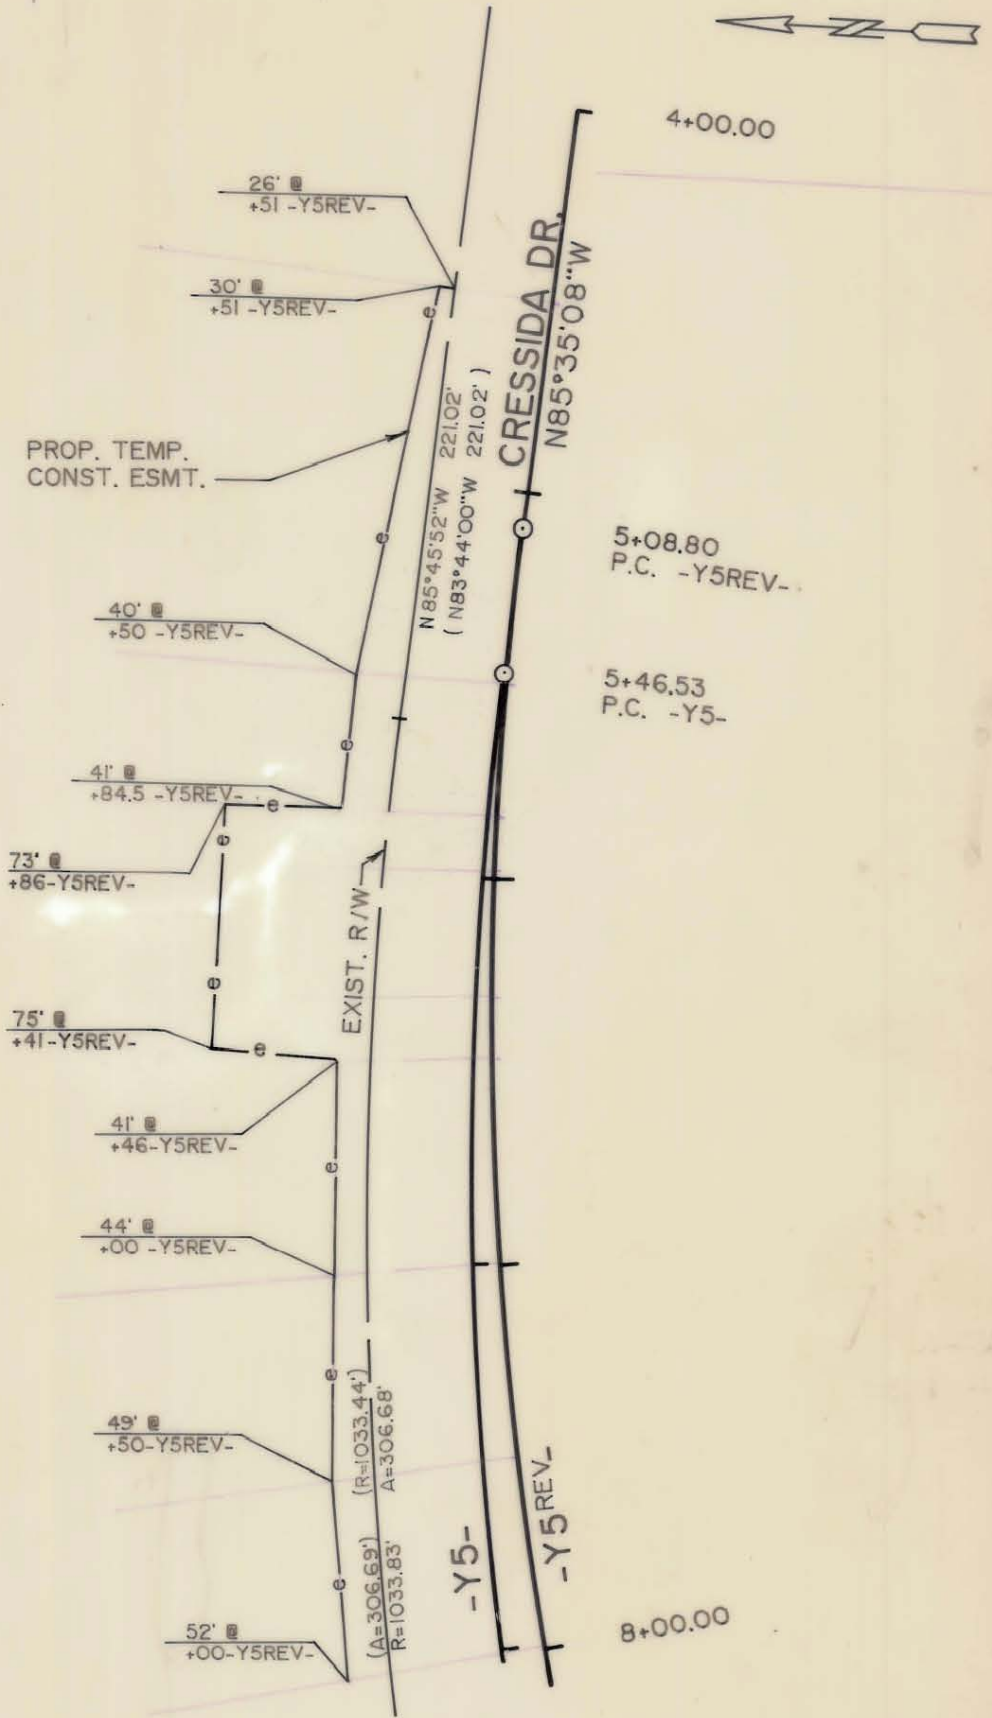 4+00.00
26' @
+51 -Y5REV-
30' @
+51 -Y5REV-
CRESSIDA DR.
N85°35'08"W
PROP. TEMP.
CONST. ESMT.
N85°45'52"W 221.02'
( N83°44'00"W 221.02' )
5+08.80
P.C. -Y5REV-
40' @
+50 -Y5REV-
5+46.53
P.C. -Y5-
41' @
+84.5 -Y5REV-
73' @
+86-Y5REV-
EXIST. R/W
75' @
+41-Y5REV-
41' @
+46-Y5REV-
44' @
+00 -Y5REV-
49' @
+50-Y5REV-
(R=1033.44')
A=306.68'
(A=306.69')
R=1033.83'
-Y5-
-Y5REV-
52' @
+00-Y5REV-
8+00.00
e
e
e
e
e
e
e
e
e
e